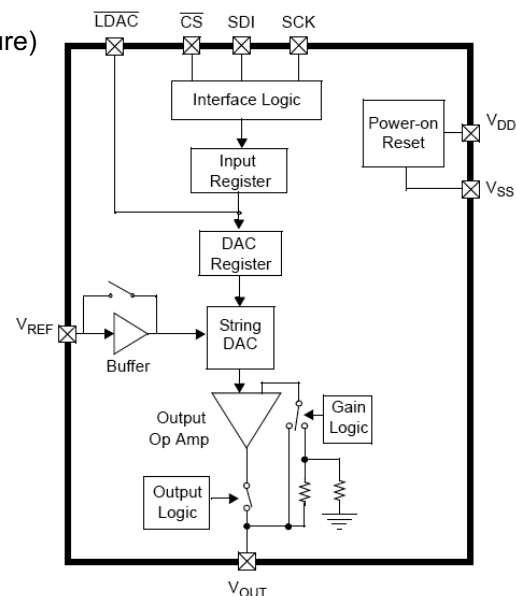 ure)
LDAC CS SDI SCK
Interface Logic
Power-on
Reset
VDD
VSS
Input
Register
DAC
Register
VREF
Buffer
String
DAC
Output
Op Amp
Gain
Logic
Output
Logic
VOUT